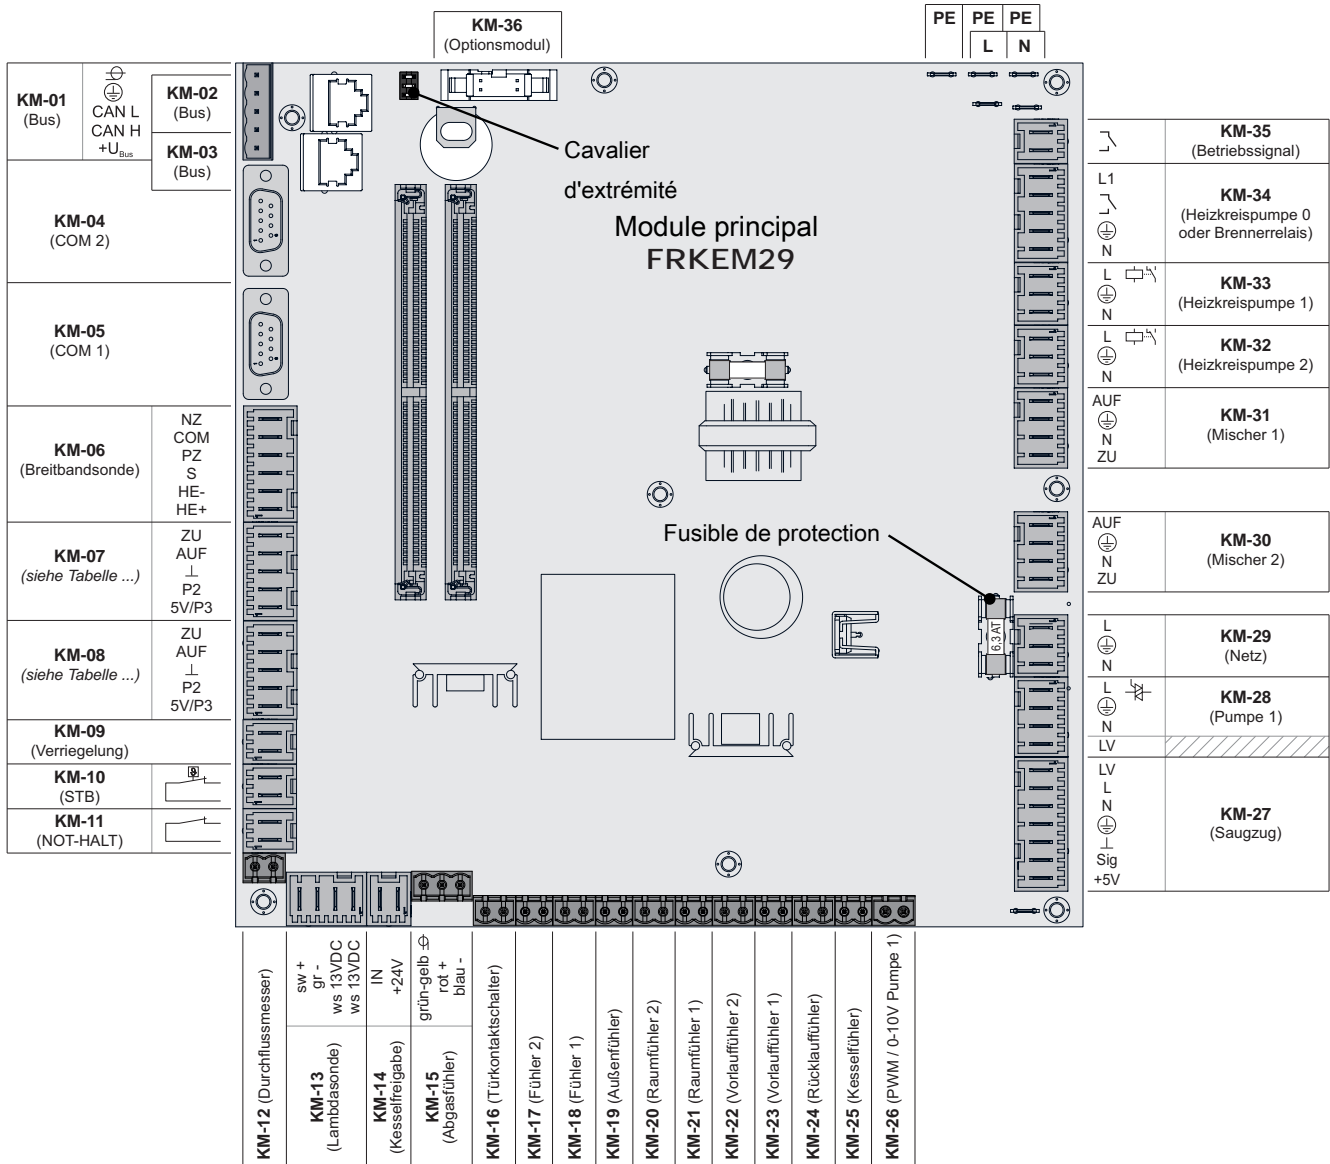 KM-36
(Optionsmodul)
PE PE PE
L N
KM-01
(Bus)
CAN L
CAN H
+UBus
KM-02
(Bus)
KM-03
(Bus)
KM-04
(COM 2)
KM-05
(COM 1)
KM-06
(Breitbandsonde)
NZ
COM
PZ
S
HE-
HE+
KM-07
(siehe Tabelle ...)
ZU
AUF
P2
5V/P3
KM-08
(siehe Tabelle ...)
ZU
AUF
P2
5V/P3
KM-09
(Verriegelung)
KM-10
(STB)
KM-11
(NOT-HALT)
Cavalier
d'extrémité
Module principal
FRKEM29
Fusible de protection
6,3 AT
KM-35
(Betriebssignal)
L1
N
KM-34
(Heizkreispumpe 0
oder Brennerrelais)
L
N
KM-33
(Heizkreispumpe 1)
L
N
KM-32
(Heizkreispumpe 2)
AUF
N
ZU
KM-31
(Mischer 1)
AUF
N
ZU
KM-30
(Mischer 2)
L
N
KM-29
(Netz)
L
N
KM-28
(Pumpe 1)
LV
LV
L
N
Sig
+5V
KM-27
(Saugzug)
KM-12 (Durchflussmesser)
sw +
gr -
ws 13VDC
ws 13VDC
KM-13
(Lambdasonde)
IN
+24V
KM-14
(Kesselfreigabe)
grün-gelb
rot +
blau -
KM-15
(Abgasfühler)
KM-16 (Türkontaktschalter)
KM-17 (Fühler 2)
KM-18 (Fühler 1)
KM-19 (Außenfühler)
KM-20 (Raumfühler 2)
KM-21 (Raumfühler 1)
KM-22 (Vorlauffühler 2)
KM-23 (Vorlauffühler 1)
KM-24 (Rücklauffühler)
KM-25 (Kesselfühler)
KM-26 (PWM / 0-10V Pumpe 1)